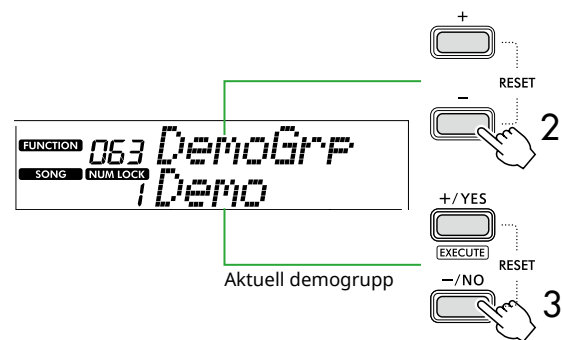 +
RESET
−
2
FUNCTION 063 DemoGrp
SONG NUM LOCK 1 Demo
+/YES
EXECUTE
RESET
Aktuell demogrupp
−/NO
3